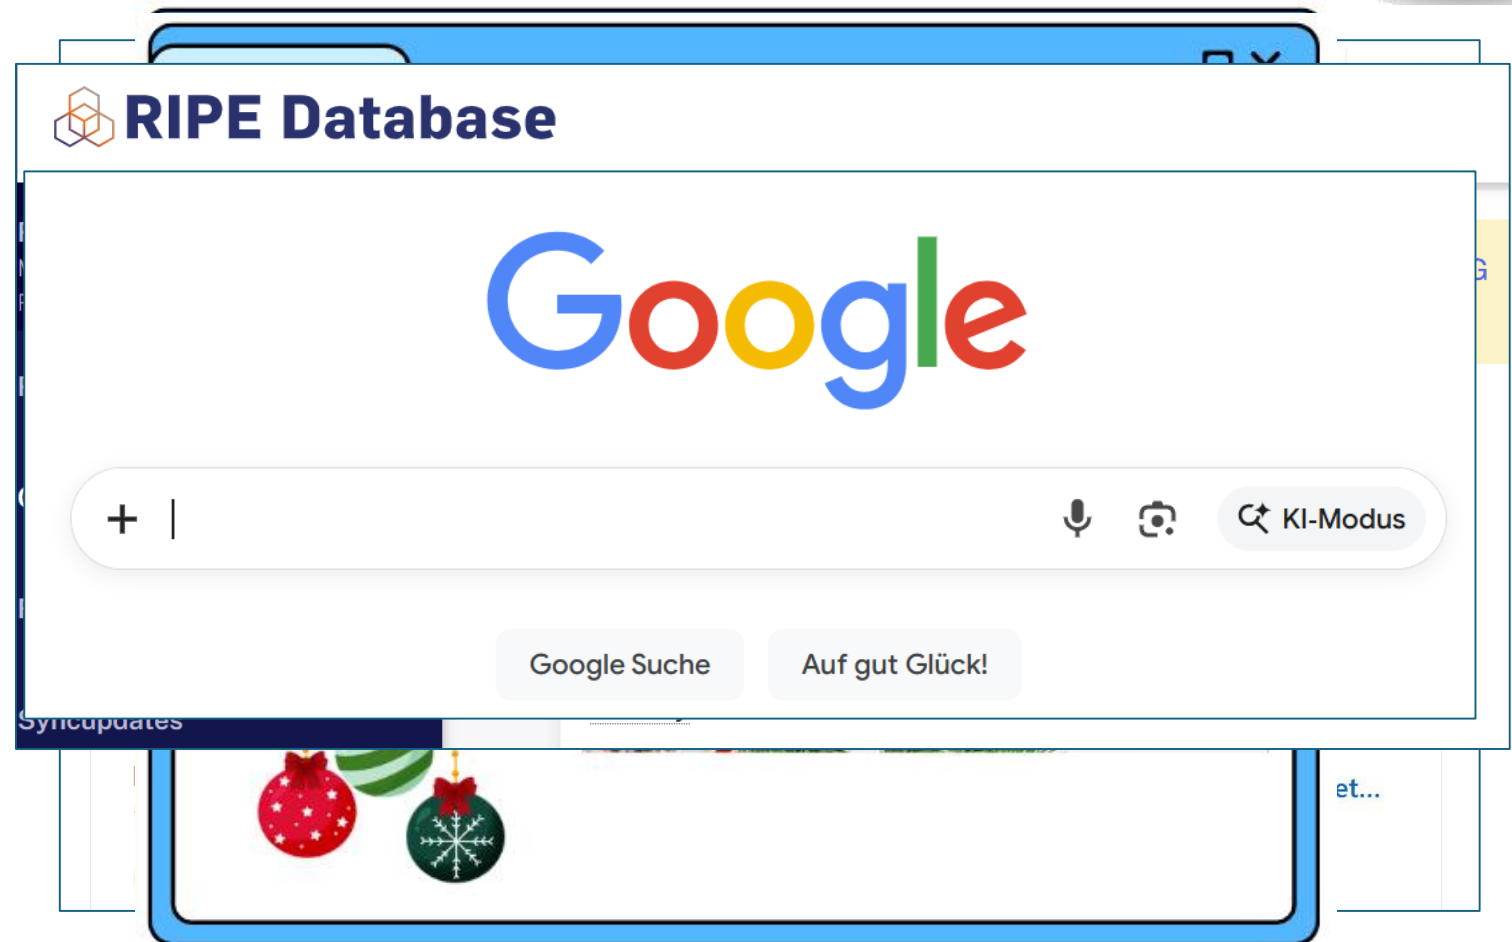 RIPE Database
Google
KI-Modus
Google Suche
Auf gut Glück!
Syncupdates
et...